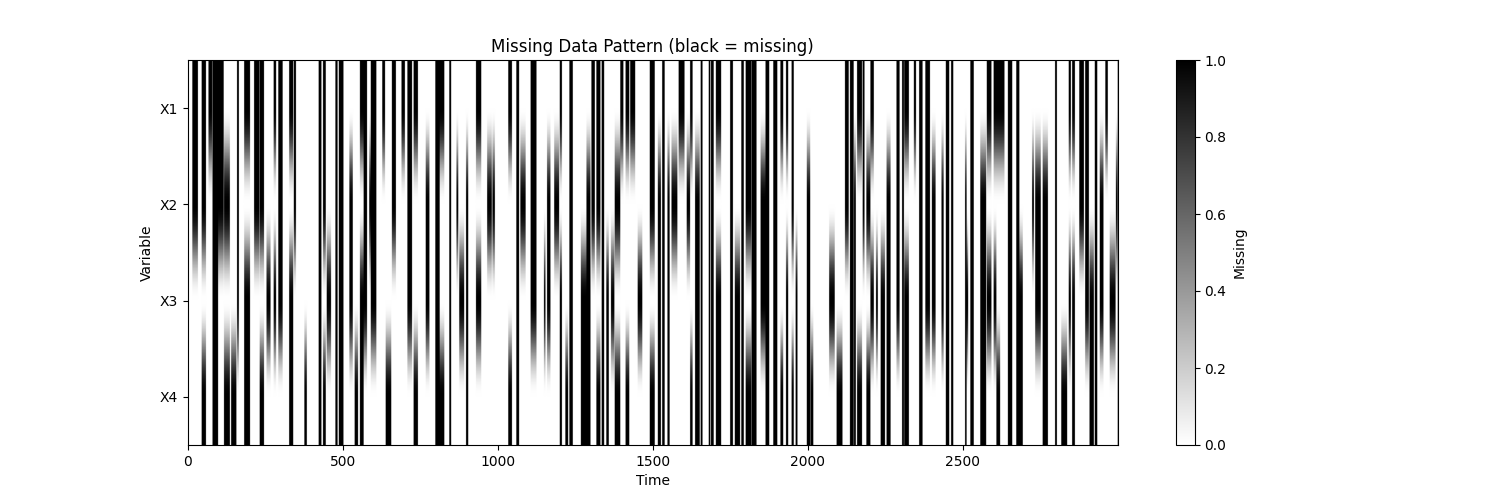 Missing Data Pattern (black = missing)
X1
X2
X3
X4
Variable
0
500
1000
1500
2000
2500
Time
1.0
0.8
0.6
0.4
0.2
0.0
Missing